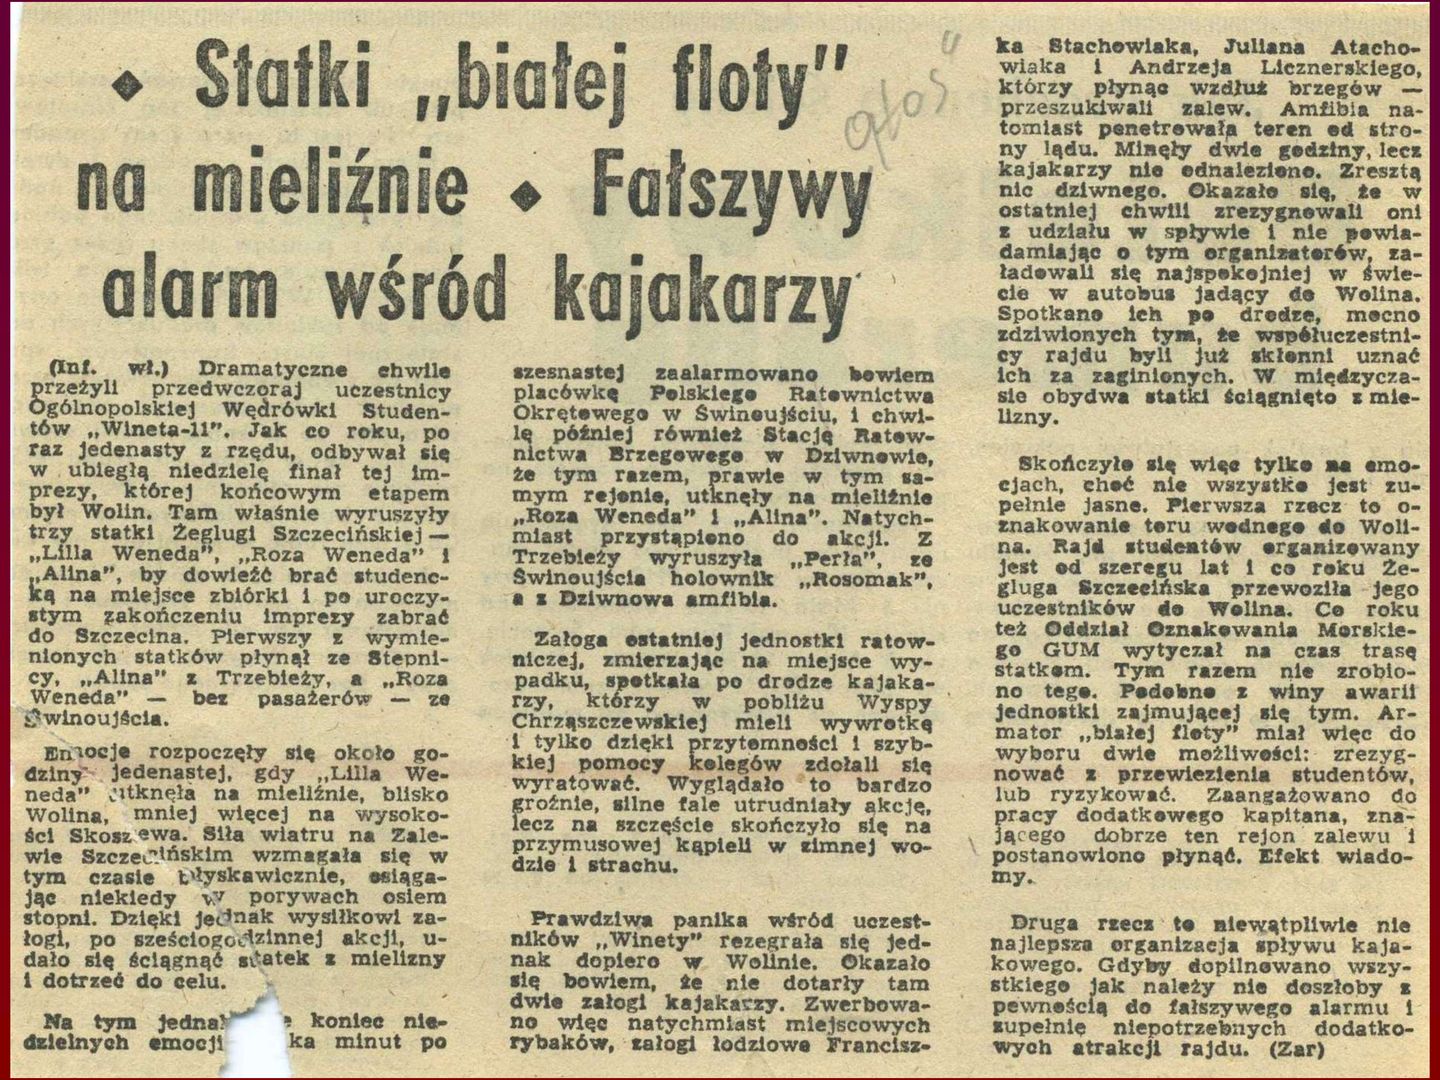 ◆ Statki „białej floty"
na mieliźnie ◆ Fałszywy
alarm wśród kajakarzy
„głos"
(Inf. wł.) Dramatyczne chwile
przeżyli przedwczoraj uczestnicy
Ogólnopolskiej Wędrówki Studen-
tów „Wineta-11". Jak co roku, po
raz jedenasty z rzędu, odbywał się
w ubiegłą niedzielę finał tej im-
prezy, której końcowym etapem
był Wolin. Tam właśnie wyruszyły
trzy statki Żeglugi Szczecińskiej —
„Lilla Weneda", „Roza Weneda" i
„Alina", by dowieźć brać studenc-
ką na miejsce zbiórki i po uroczy-
stym zakończeniu imprezy zabrać
do Szczecina. Pierwszy z wymie-
nionych statków płynął ze Stepni-
cy, „Alina" z Trzebieży, a „Roza
Weneda" — bez pasażerów — ze
Świnoujścia.
Emocje rozpoczęły się około go-
dziny jedenastej, gdy „Lilla We-
neda" utknęła na mieliźnie, blisko
Wolina, mniej więcej na wysoko-
ści Skoszewa. Siła wiatru na Zale-
wie Szczecińskim wzmagała się w
tym czasie błyskawicznie, osiąga-
jąc niekiedy w porywach osiem
stopni. Dzięki jednak wysiłkowi za-
łogi, po sześciogodzinnej akcji, u-
dało się ściągnąć statek z mielizny
i dotrzeć do celu.
Na tym jednak koniec nie-
dzielnych emocji minut po
szesnastej zaalarmowano bowiem
placówkę Polskiego Ratownictwa
Okrętowego w Świnoujściu, i chwi-
lę później również Stację Ratow-
nictwa Brzegowego w Dziwnowie,
że tym razem, prawie w tym sa-
mym rejonie, utknęły na mieliźnie
„Roza Weneda" i „Alina". Natych-
miast przystąpiono do akcji. Z
Trzebieży wyruszyła „Perła", ze
Świnoujścia holownik „Rosomak",
a z Dziwnowa amfibia.
Załoga ostatniej jednostki ratow-
niczej, zmierzając na miejsce wy-
padku, spotkała po drodze kajaka-
rzy, którzy w pobliżu Wyspy
Chrząszczewskiej mieli wywrotkę
i tylko dzięki przytomności i szyb-
kiej pomocy kolegów zdołali się
wyratować. Wyglądało to bardzo
groźnie, silne fale utrudniały akcję,
lecz na szczęście skończyło się na
przymusowej kąpieli w zimnej wo-
dzie i strachu.
Prawdziwa panika wśród uczest-
ników „Winety" rozegrała się jed-
nak dopiero w Wolinie. Okazało
się bowiem, że nie dotarły tam
dwie załogi kajakarzy. Zwerbowa-
no więc natychmiast miejscowych
rybaków, załogi łodziowe Francisz-
ka Stachowiaka, Juliana Atacho-
wiaka i Andrzeja Licznerskiego,
którzy płynąc wzdłuż brzegów —
przeszukiwali zalew. Amfibia na-
tomiast penetrowała teren od stro-
ny lądu. Minęły dwie godziny, lecz
kajakarzy nie odnaleziono. Zresztą
nic dziwnego. Okazało się, że w
ostatniej chwili zrezygnowali oni
z udziału w spływie i nie powia-
damiając o tym organizatorów, za-
ładowali się najspokojniej w świe-
cie w autobus jadący do Wolina.
Spotkano ich po drodze, mocno
zdziwionych tym, że współuczestni-
cy rajdu byli już skłonni uznać
ich za zaginionych. W międzycza-
sie obydwa statki ściągnięto z mie-
lizny.
Skończyło się więc tylko na emo-
cjach, choć nie wszystko jest zu-
pełnie jasne. Pierwsza rzecz to o-
znakowanie toru wodnego do Woli-
na. Rajd studentów organizowany
jest od szeregu lat i co roku Że-
gluga Szczecińska przewoziła jego
uczestników do Wolina. Co roku
też Oddział Oznakowania Morskie-
go GUM wytyczał na czas trasę
statkom. Tym razem nie zrobio-
no tego. Podobno z winy awarii
jednostki zajmującej się tym. Ar-
mator „białej floty" miał więc do
wyboru dwie możliwości: zrezyg-
nować z przewiezienia studentów,
lub ryzykować. Zaangażowano do
pracy dodatkowego kapitana, zna-
jącego dobrze ten rejon zalewu i
postanowiono płynąć. Efekt wiado-
my.
Druga rzecz to niewątpliwie nie
najlepsza organizacja spływu kaja-
kowego. Gdyby dopilnowano wszy-
stkiego jak należy nie doszłoby z
pewnością do fałszywego alarmu i
zupełnie niepotrzebnych dodatko-
wych atrakcji rajdu. (Zar)